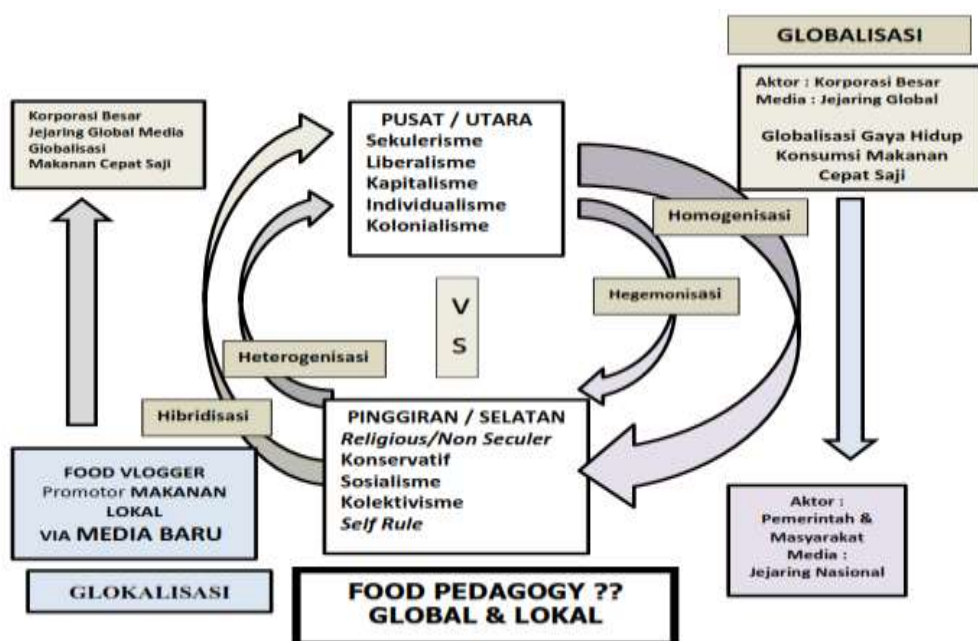 GLOBALISASI
Aktor : Korporasi Besar
Media : Jejaring Global
Globalisasi Gaya Hidup
Konsumsi Makanan
Cepat Saji
Korporasi Besar
Jejaring Global Media
Globalisasi
Makanan Cepat Saji
PUSAT / UTARA
Sekulerisme
Liberalisme
Kapitalisme
Individualisme
Kolonialisme
Homogenisasi
Hegemonisasi
V
S
Heterogenisasi
Hibridisasi
PINGGIRAN / SELATAN
Religious/Non Seculer
Konservatif
Sosialisme
Kolektivisme
Self Rule
FOOD VLOGGER
Promotor MAKANAN
LOKAL
VIA MEDIA BARU
GLOKALISASI
Aktor :
Pemerintah &
Masyarakat
Media :
Jejaring Nasional
FOOD PEDAGOGY ??
GLOBAL & LOKAL